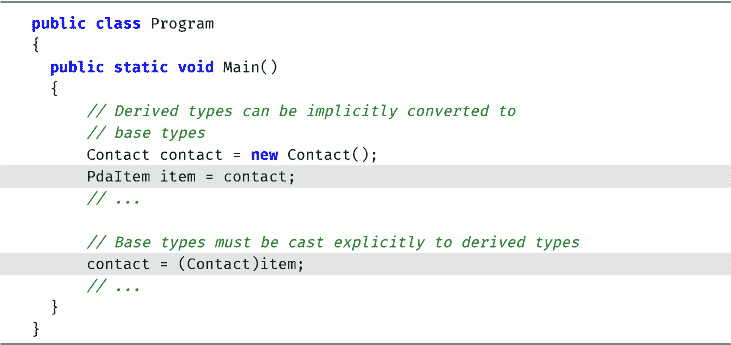 public class Program
{
  public static void Main()
  {
      // Derived types can be implicitly converted to
      // base types
      Contact contact = new Contact();
      PdaItem item = contact;
      // ...

      // Base types must be cast explicitly to derived types
      contact = (Contact)item;
      // ...
  }
}